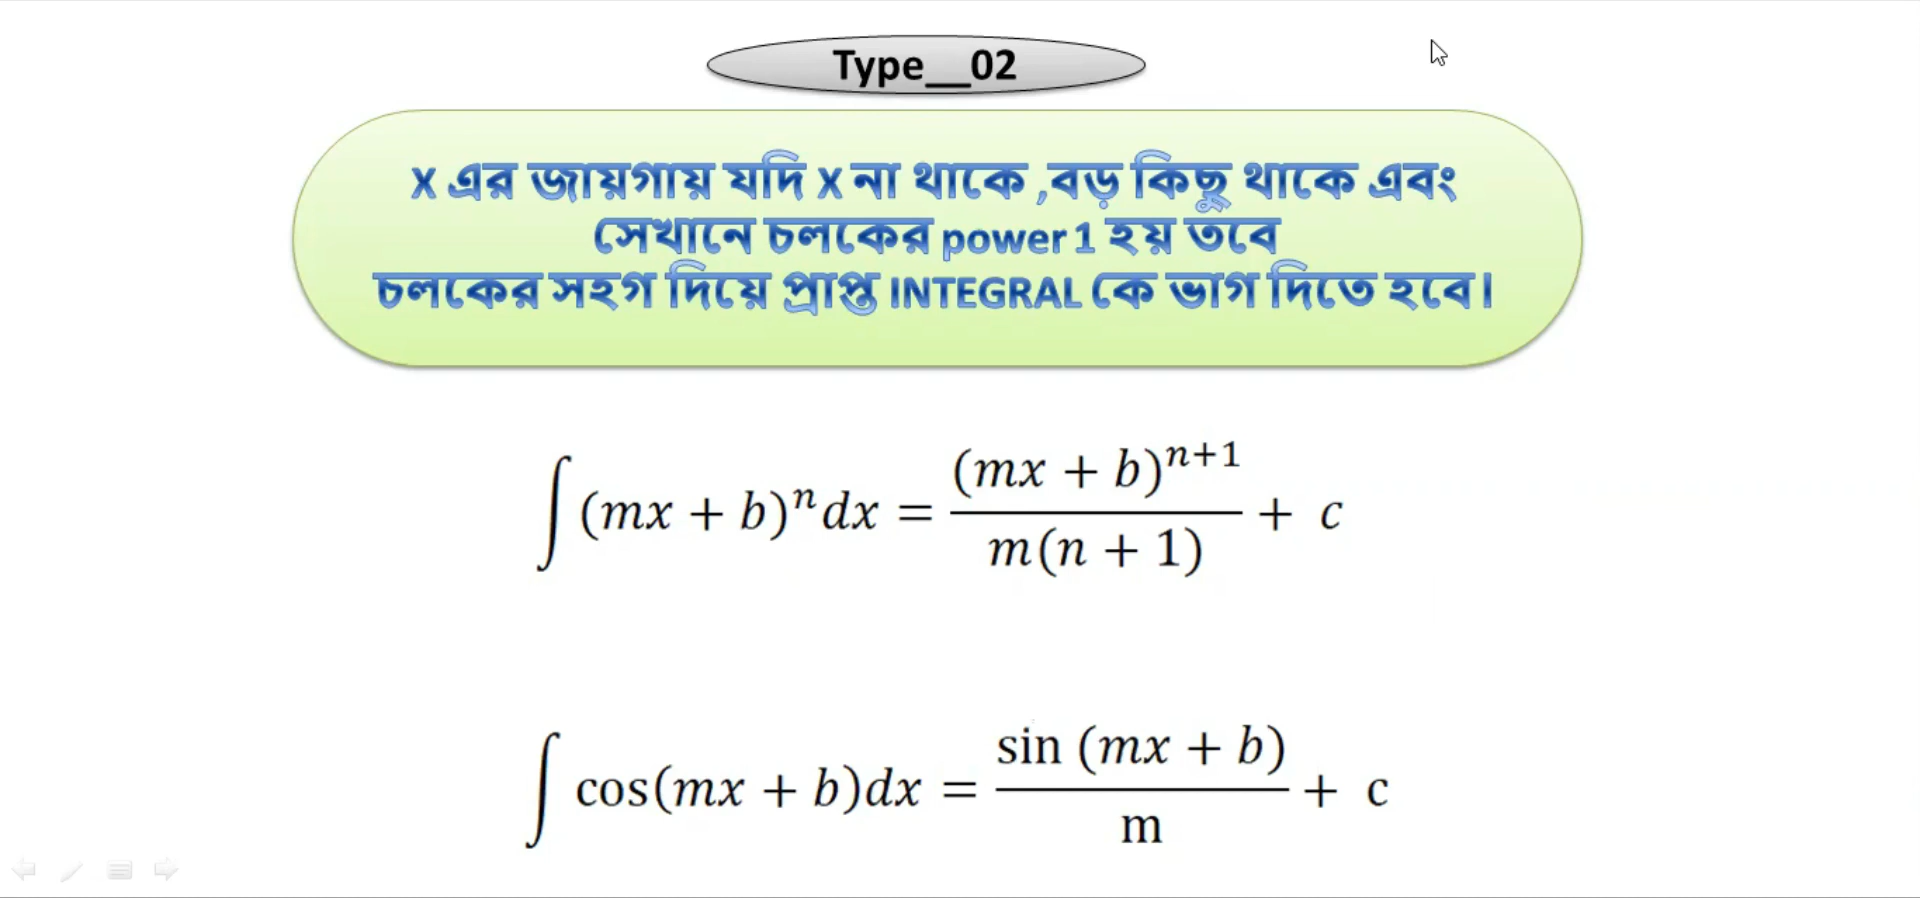 Type__02
X এর জায়গায় যদি X না থাকে ,বড় কিছু থাকে এবং
সেখানে চলকের power 1 হয় তবে
চলকের সহগ দিয়ে প্রাপ্ত INTEGRAL কে ভাগ দিতে হবে।
∫(mx + b)ⁿdx = (mx + b)ⁿ⁺¹ / m(n + 1) + c
∫cos(mx + b)dx = sin (mx + b) / m + c